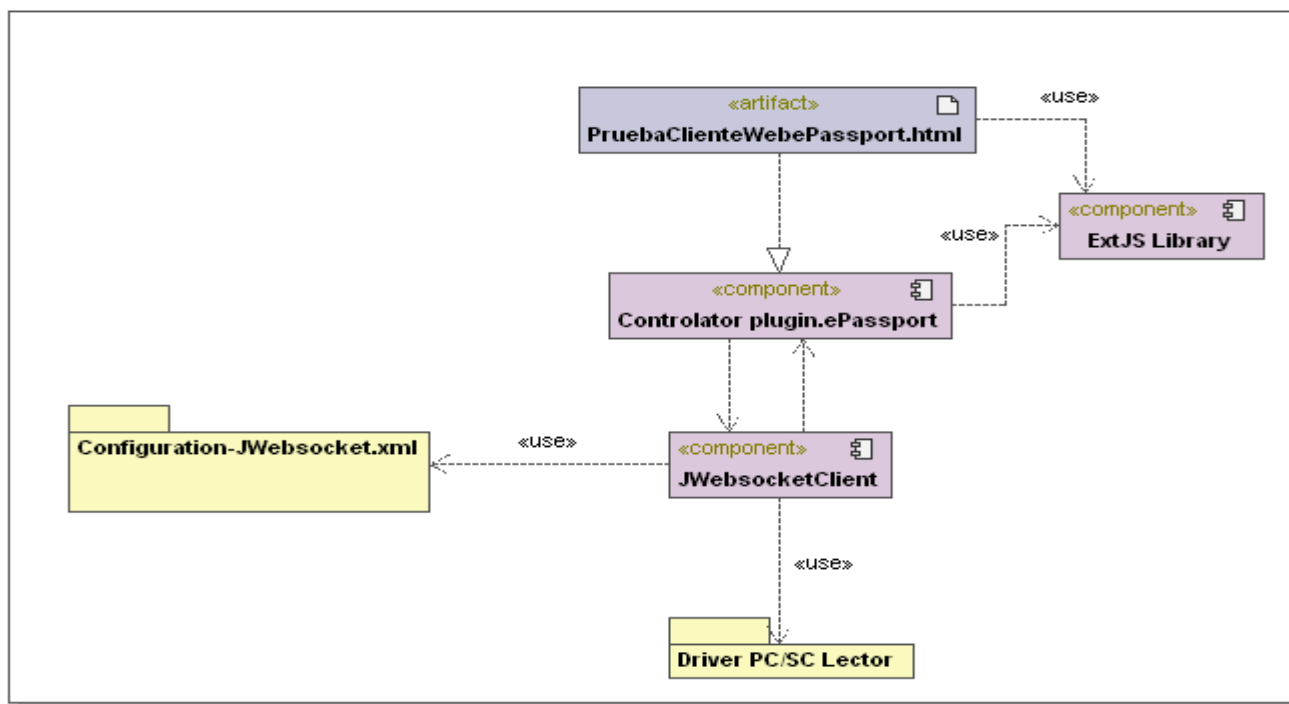 «artifact»
PruebaClienteWebePassport.html
«use»
«component»
ExtJS Library
«use»
«component»
Controlator plugin.ePassport
Configuration-JWebsocket.xml
«use»
«component»
JWebsocketClient
«use»
Driver PC/SC Lector